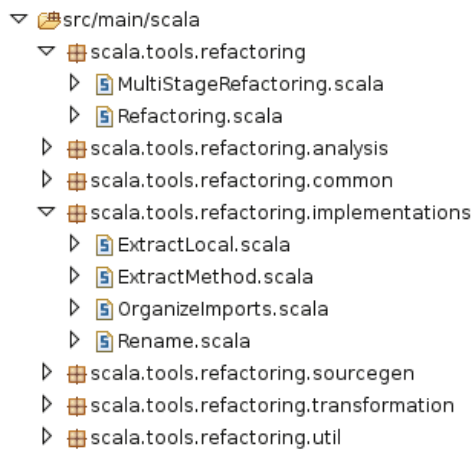 src/main/scala
scala.tools.refactoring
MultiStageRefactoring.scala
Refactoring.scala
scala.tools.refactoring.analysis
scala.tools.refactoring.common
scala.tools.refactoring.implementations
ExtractLocal.scala
ExtractMethod.scala
OrganizeImports.scala
Rename.scala
scala.tools.refactoring.sourcegen
scala.tools.refactoring.transformation
scala.tools.refactoring.util